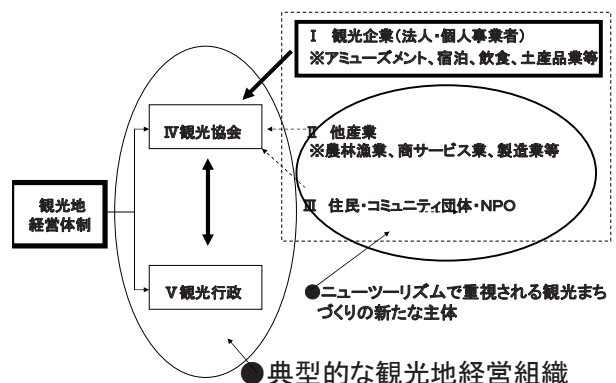 Ⅰ 観光企業(法人・個人事業者)
※アミューズメント、宿泊、飲食、土産品業等
Ⅳ観光協会
Ⅱ 他産業
※農林漁業、商サービス業、製造業等
観光地
経営体制
Ⅲ 住民・コミュニティ団体・NPO
Ⅴ観光行政
●ニューツーリズムで重視される観光まち
づくりの新たな主体
●典型的な観光地経営組織